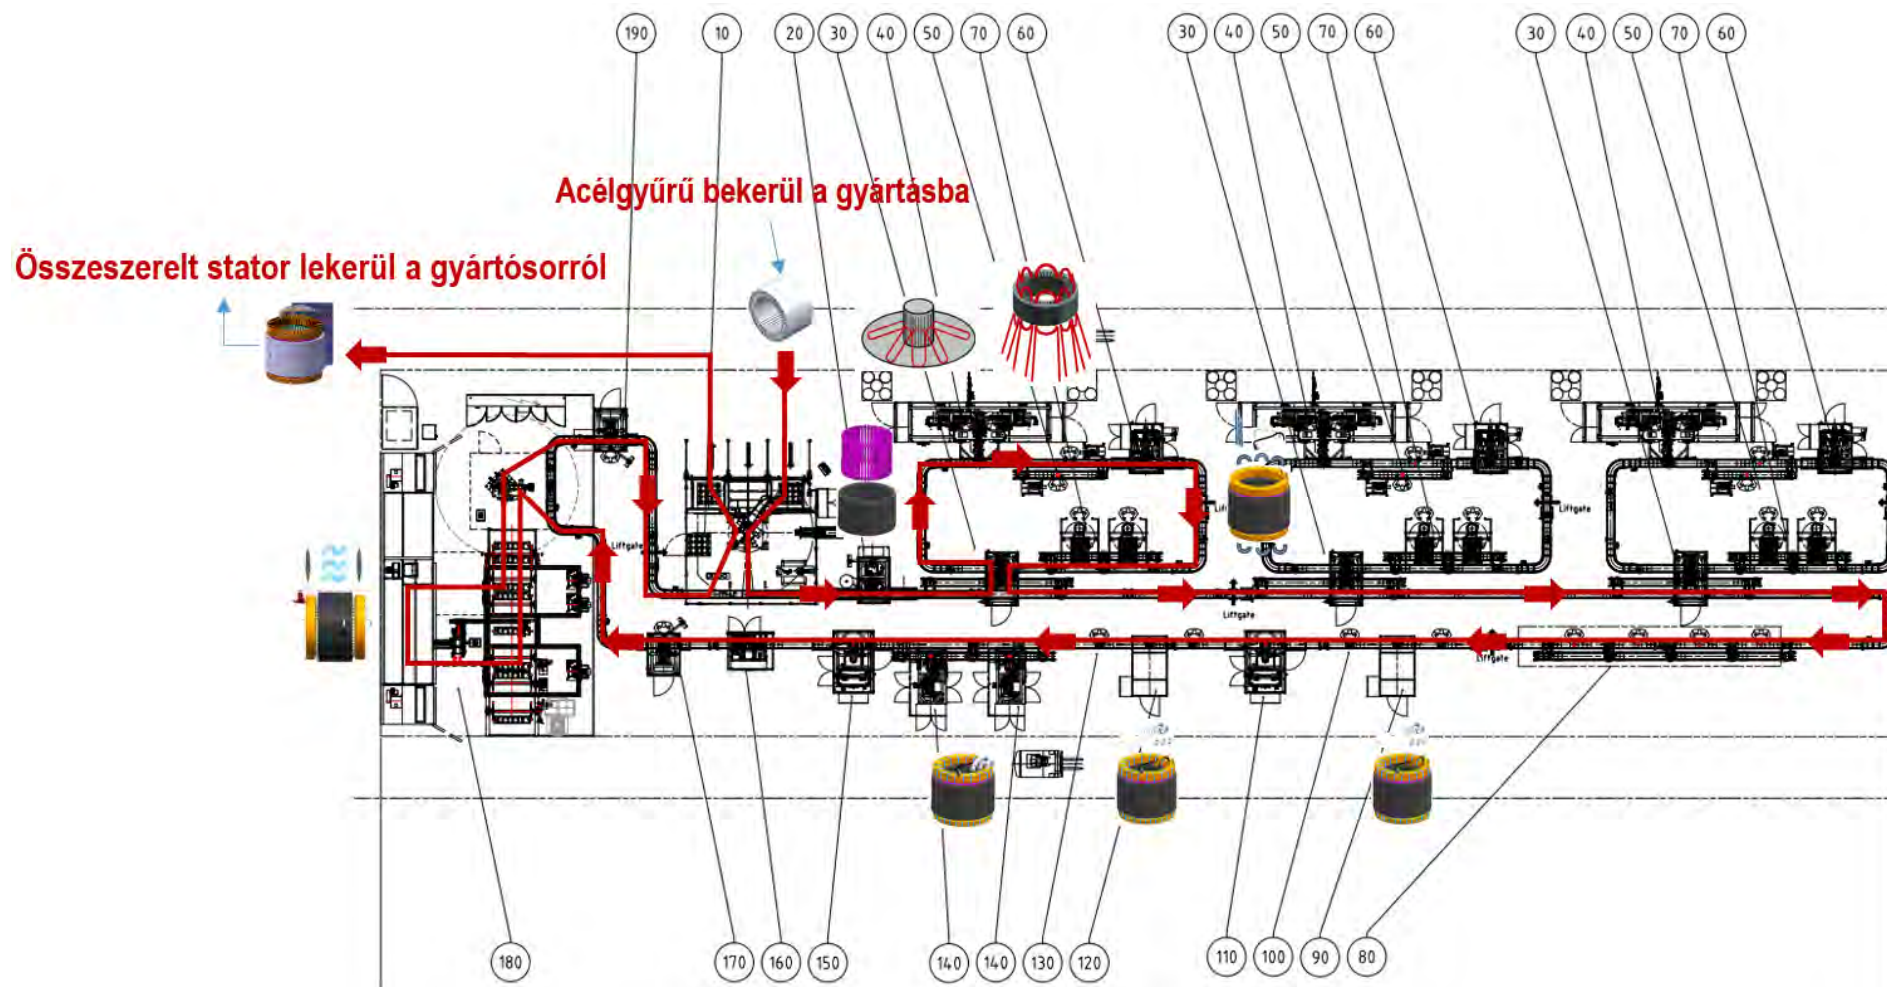 190 10 20 30 40 50 70 60 30 40 50 70 60 30 40 50 70 60
Acélgyűrű bekerül a gyártásba
Összeszerelt stator lekerül a gyártósorról
Liftgate
Liftgate
Liftgate
Liftgate
180 170 160 150 140 140 130 120 110 100 90 80